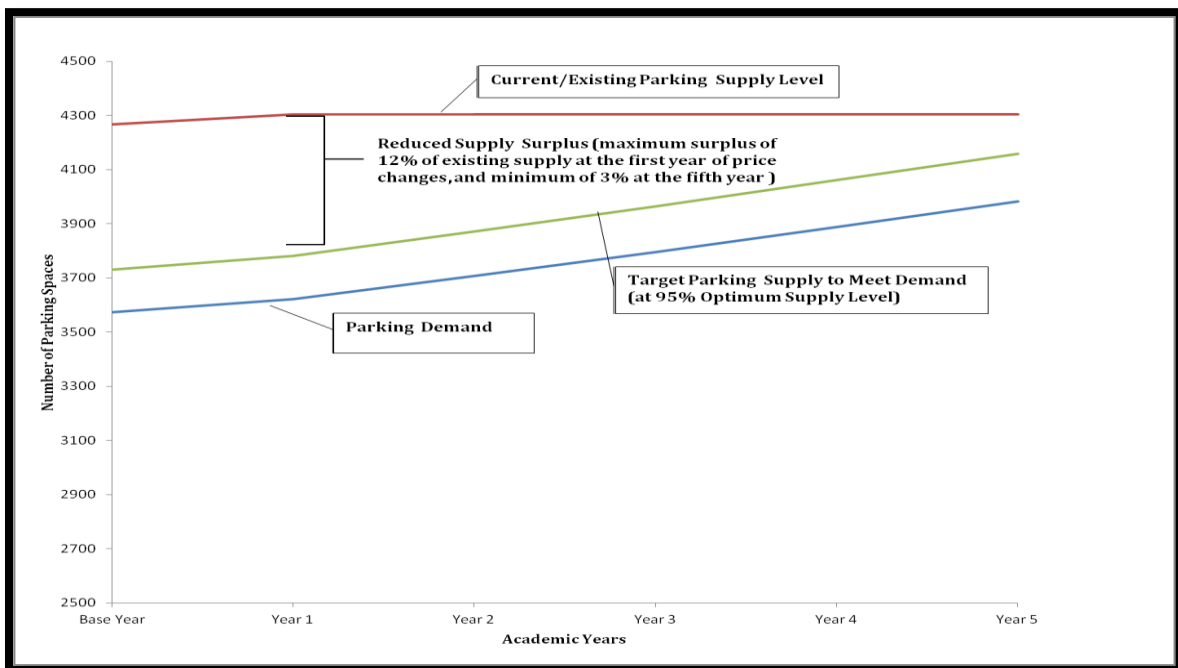 4500
Current/Existing Parking Supply Level
4300
Reduced Supply Surplus (maximum surplus of
12% of existing supply at the first year of price
changes,and minimum of 3% at the fifth year )
4100
3900
3700
Target Parking Supply to Meet Demand
(at 95% Optimum Supply Level)
Parking Demand
3500
3300
3100
2900
2700
2500
Number of Parking Spaces
Base Year Year 1 Year 2 Year 3 Year 4 Year 5
Academic Years